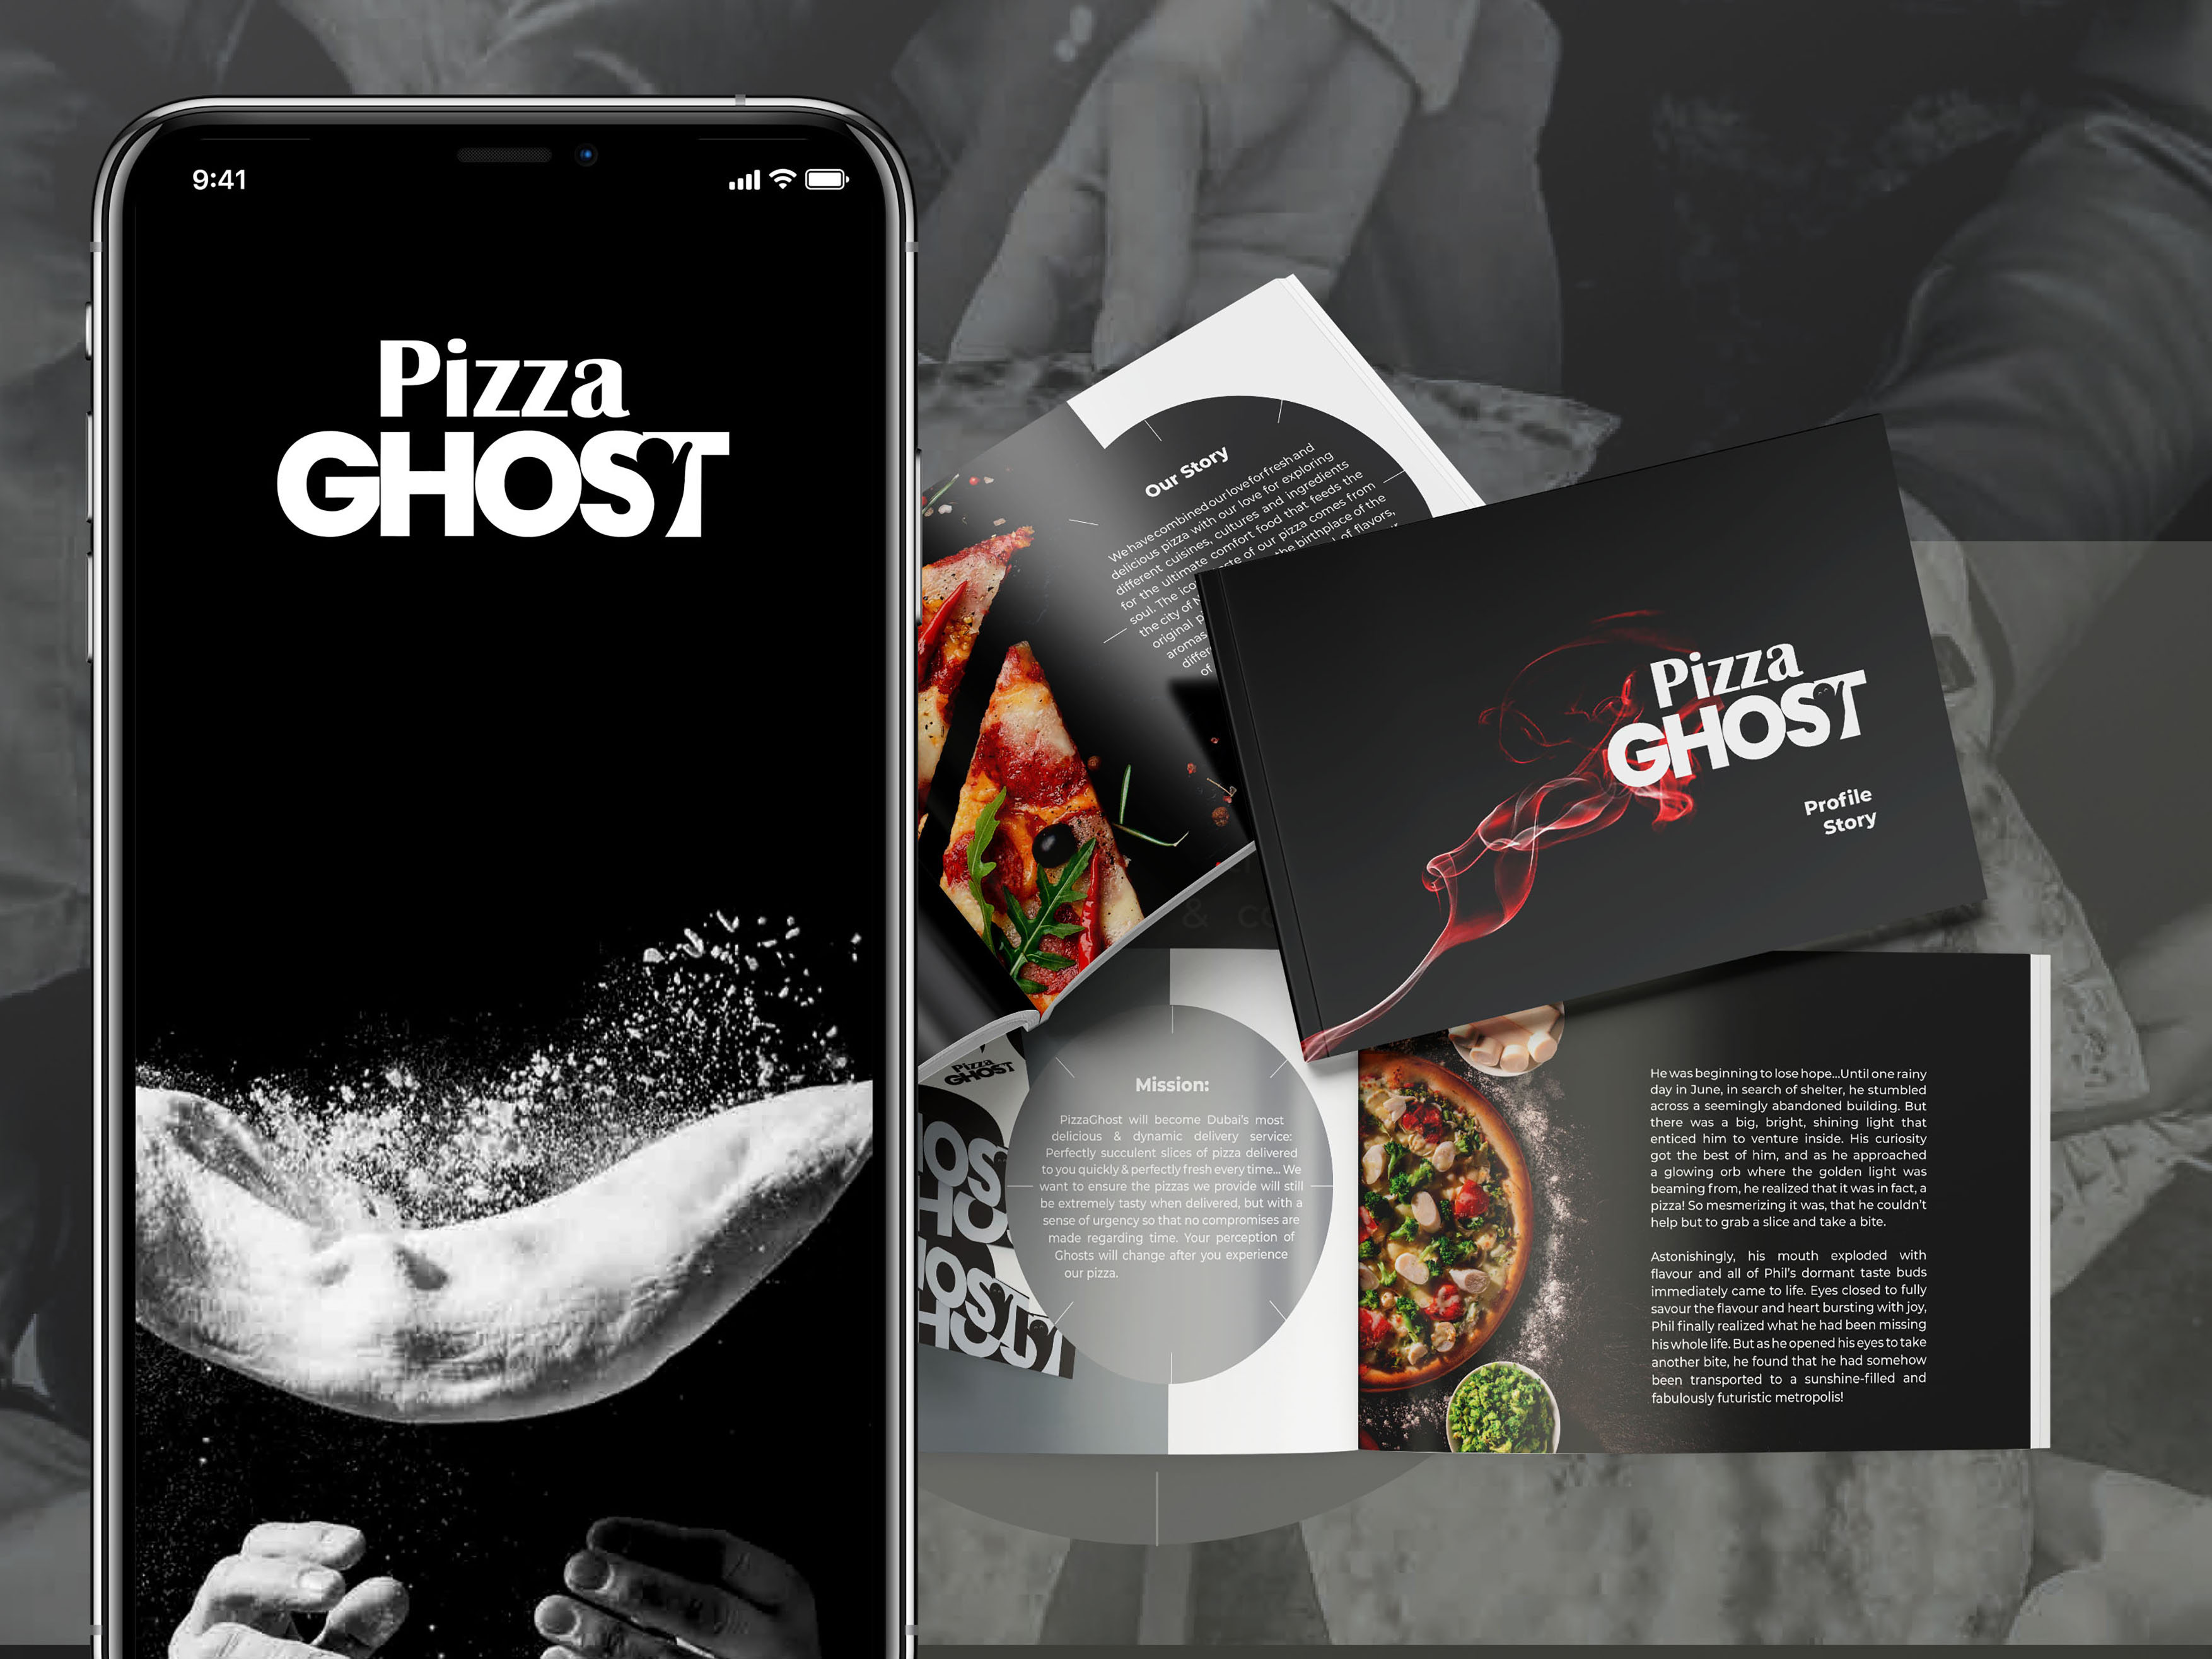 9:41
Pizza
GHOST
Our Story
We have combined our love for fresh and
delicious pizza with our love for exploring
different cuisines, cultures and ingredients
for the ultimate comfort food that feeds the
soul. The ico
of our pizza comes from
the city of
the birthplace of the
original
of flavors,
aromas
of
Pizza
GHOST
Profile
Story
&
Pizza
GHOST
Mission:
PizzaGhost will become Dubai's most
delicious & dynamic delivery service:
Perfectly succulent slices of pizza delivered
to you quickly & perfectly fresh every time... We
want to ensure the pizzas we provide will still
be extremely tasty when delivered, but with a
sense of urgency so that no compromises are
made regarding time. Your perception of
Ghosts will change after you experience
our pizza.
He was beginning to lose hope...Until one rainy
day in June, in search of shelter, he stumbled
across a seemingly abandoned building. But
there was a big, bright, shining light that
enticed him to venture inside. His curiosity
got the best of him, and as he approached
a glowing orb where the golden light was
beaming from, he realized that it was in fact, a
pizza! So mesmerizing it was, that he couldn't
help but to grab a slice and take a bite.
Astonishingly, his mouth exploded with
flavour and all of Phil's dormant taste buds
immediately came to life. Eyes closed to fully
savour the flavour and heart bursting with joy,
Phil finally realized what he had been missing
his whole life. But as he opened his eyes to take
another bite, he found that he had somehow
been transported to a sunshine-filled and
fabulously futuristic metropolis!